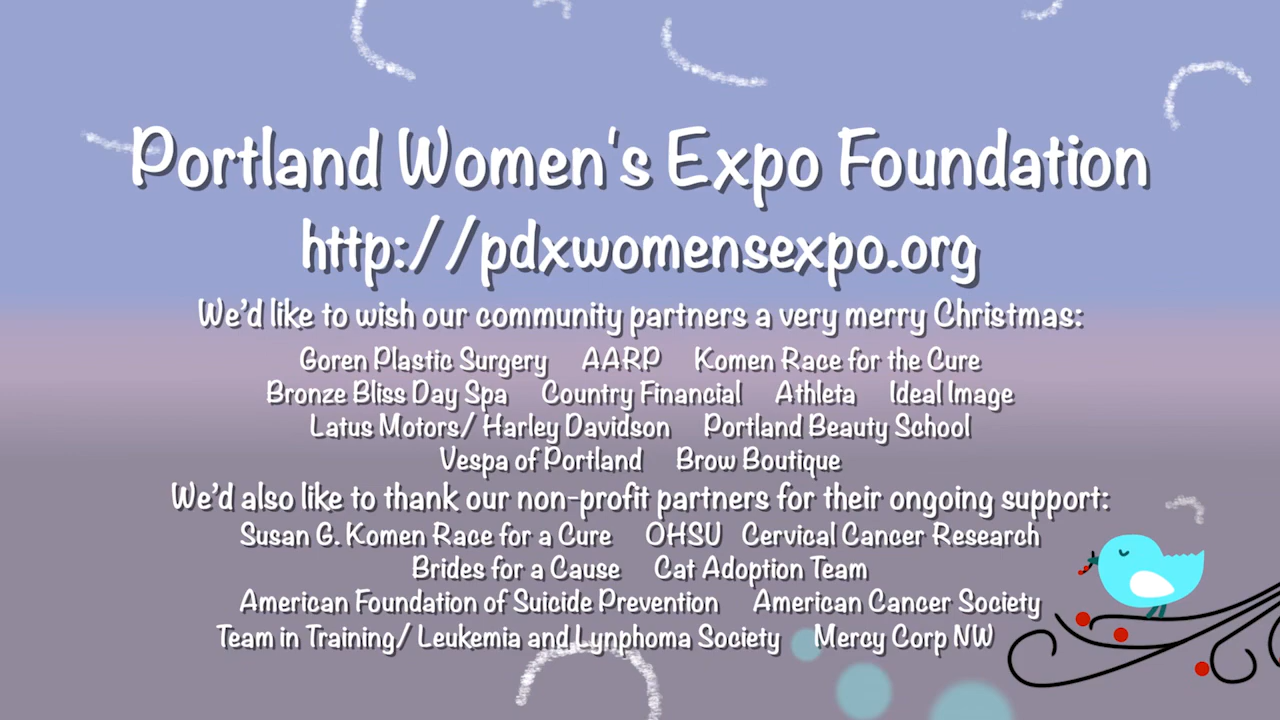 Portland Women's Expo Foundation
http://pdxwomensexpo.org
We'd like to wish our community partners a very merry Christmas:
Goren Plastic Surgery AARP Komen Race for the Cure
Bronze Bliss Day Spa Country Financial Athleta Ideal Image
Latus Motors/ Harley Davidson Portland Beauty School
Vespa of Portland Brow Boutique
We'd also like to thank our non-profit partners for their ongoing support:
Susan G. Komen Race for a Cure OHSU Cervical Cancer Research
Brides for a Cause Cat Adoption Team
American Foundation of Suicide Prevention American Cancer Society
Team in Training/ Leukemia and Lynphoma Society Mercy Corp NW